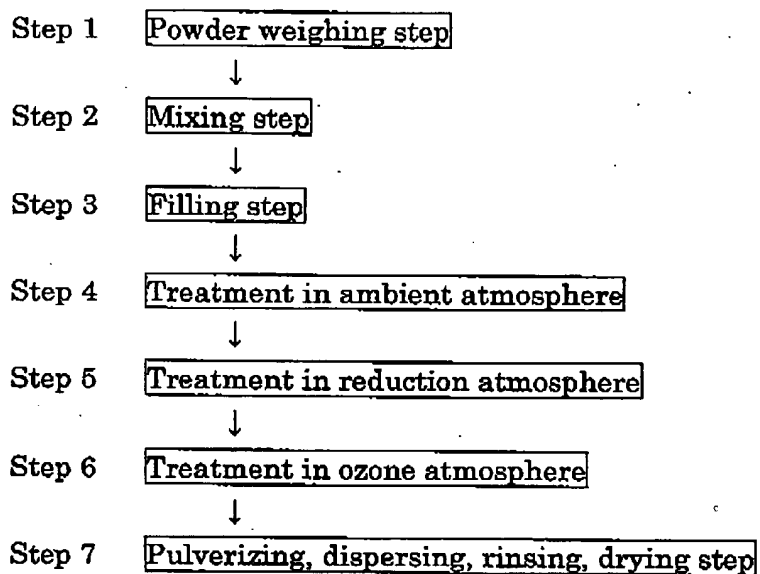 Step 1 Powder weighing step
↓
Step 2 Mixing step
↓
Step 3 Filling step
↓
Step 4 Treatment in ambient atmosphere
↓
Step 5 Treatment in reduction atmosphere
↓
Step 6 Treatment in ozone atmosphere
↓
Step 7 Pulverizing, dispersing, rinsing, drying step